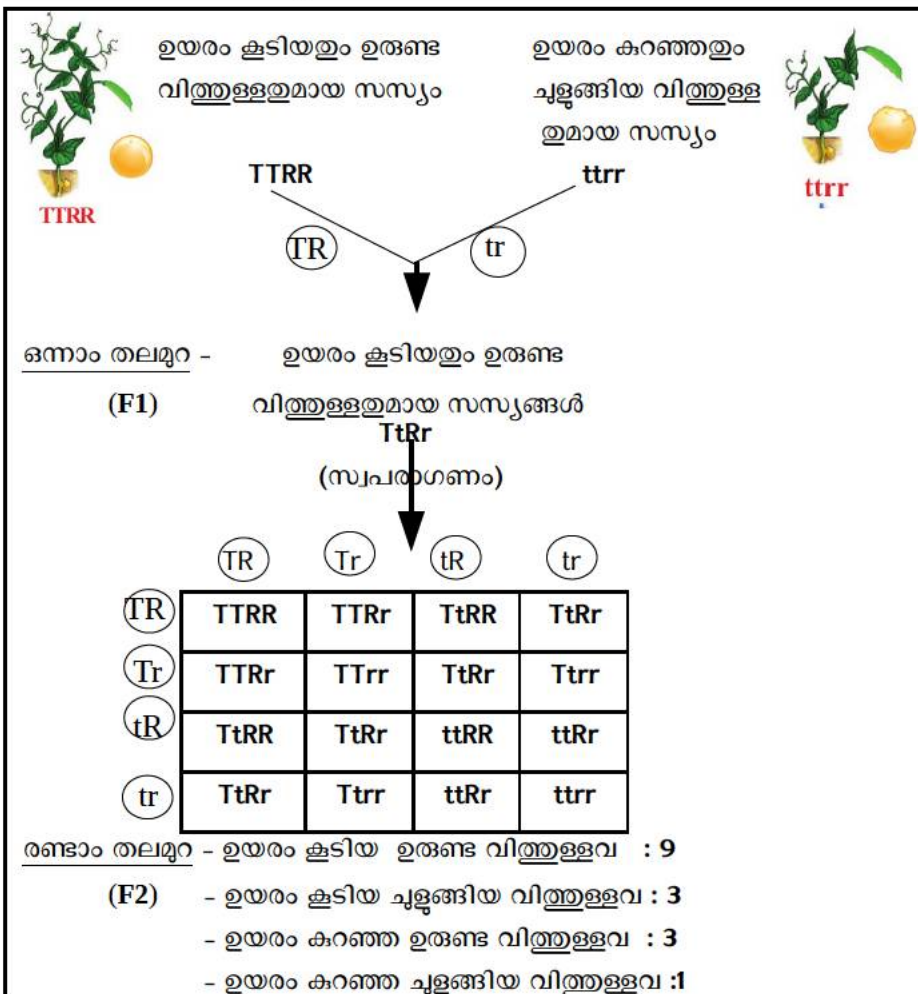 ഉയരം കൂടിയതും ഉരുണ്ട
വിത്തുള്ളതുമായ സസ്യം
ഉയരം കുറഞ്ഞതും
ചുളുങ്ങിയ വിത്തുള്ള
തുമായ സസ്യം
TTRR
ttrr
TTRR
ttrr
TR
tr
ഒന്നാം തലമുറ – ഉയരം കൂടിയതും ഉരുണ്ട
(F1) വിത്തുള്ളതുമായ സസ്യങ്ങൾ
TtRr
(സ്വപരാഗണം)
TR Tr tR tr
TR TTRR TTRr TtRR TtRr
Tr TTRr TTrr TtRr Ttrr
tR TtRR TtRr ttRR ttRr
tr TtRr Ttrr ttRr ttrr
രണ്ടാം തലമുറ – ഉയരം കൂടിയ ഉരുണ്ട വിത്തുള്ളവ : 9
(F2) – ഉയരം കൂടിയ ചുളുങ്ങിയ വിത്തുള്ളവ : 3
– ഉയരം കുറഞ്ഞ ഉരുണ്ട വിത്തുള്ളവ : 3
– ഉയരം കുറഞ്ഞ ചുളങ്ങിയ വിത്തുള്ളവ :1